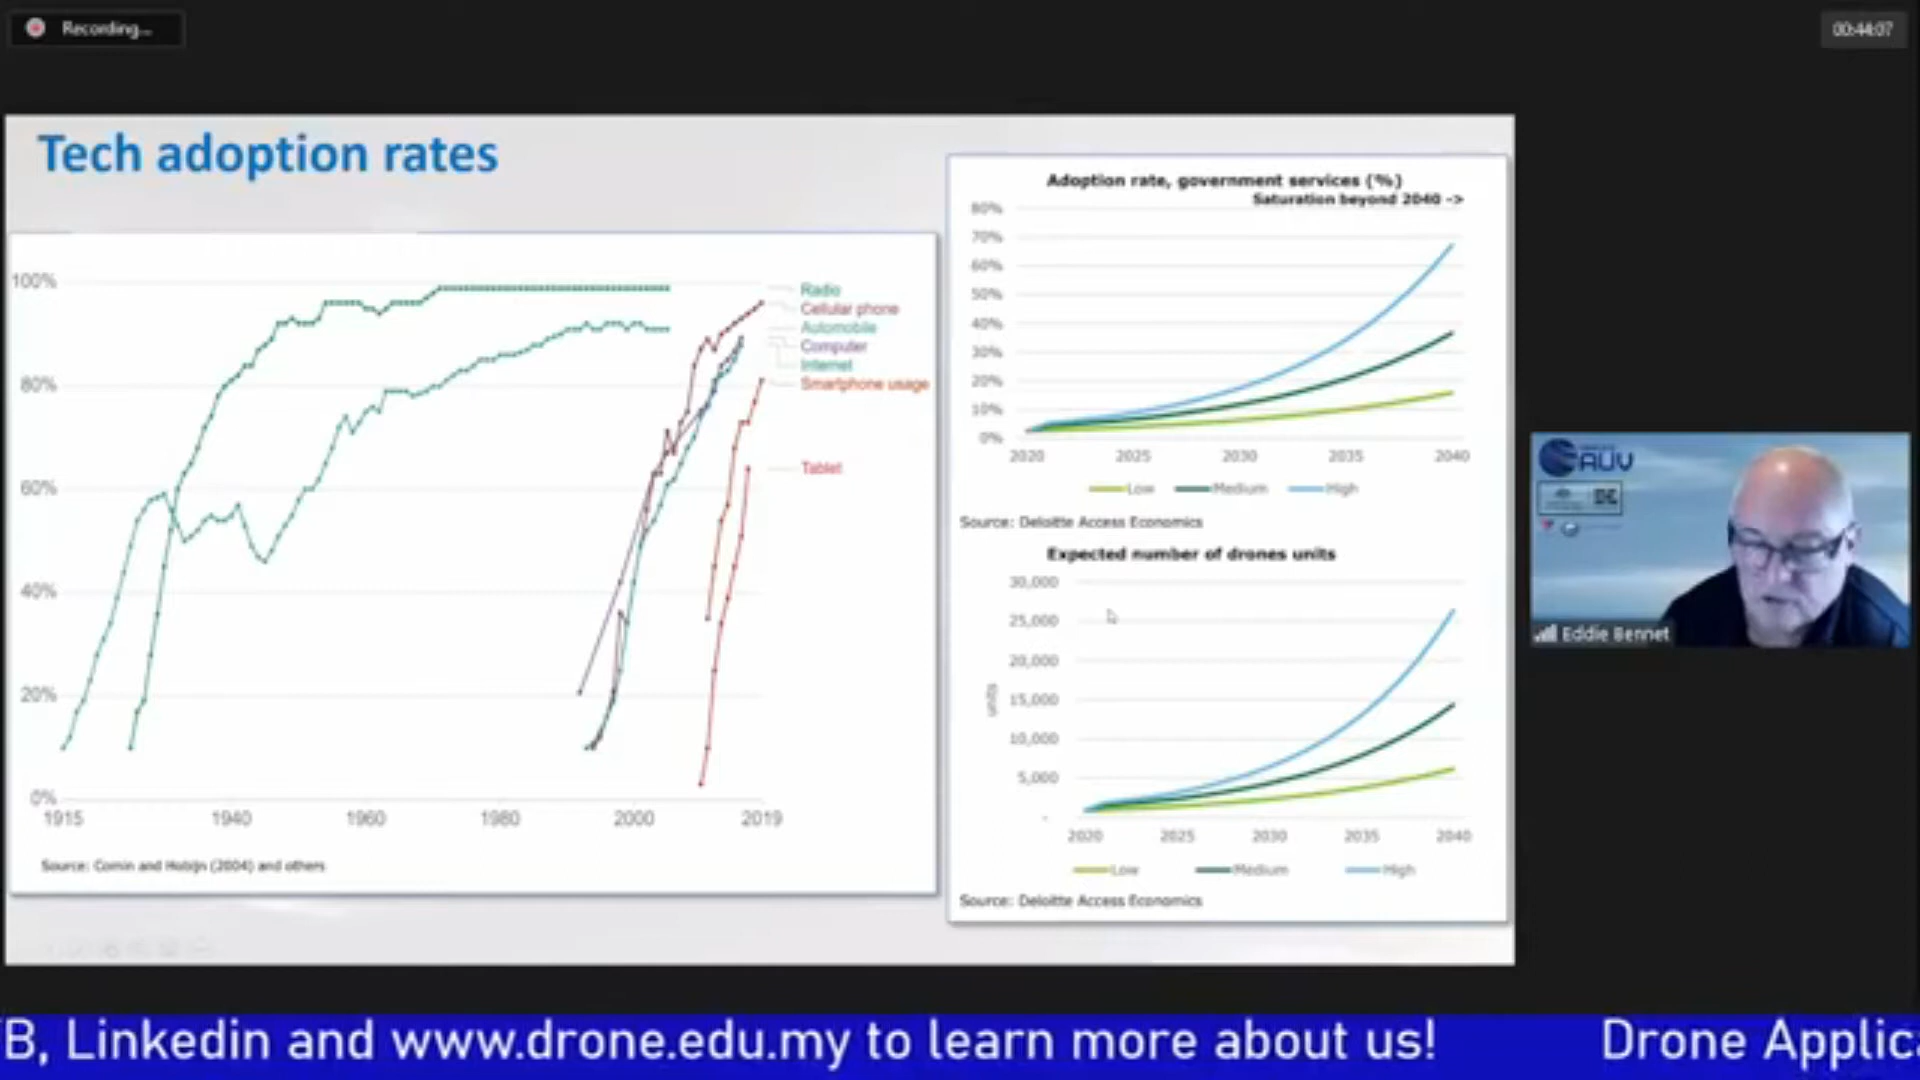 Recording...
00:44:07
Tech adoption rates
100%
80%
60%
40%
20%
0%
1915
1940
1960
1980
2000
2019
Radio
Cellular phone
Automobile
Computer
Internet
Smartphone usage
Tablet
Source: Comin and Hobijn (2004) and others
Adoption rate, government services (%)
Saturation beyond 2040 ->
80%
70%
60%
50%
40%
30%
20%
10%
0%
2020
2025
2030
2035
2040
Low
Medium
High
Source: Deloitte Access Economics
Expected number of drones units
30,000
25,000
20,000
15,000
10,000
5,000
-
units
2020
2025
2030
2035
2040
Low
Medium
High
Source: Deloitte Access Economics
AUV
Eddie Bennet
B, Linkedin and www.drone.edu.my to learn more about us!
Drone Applica